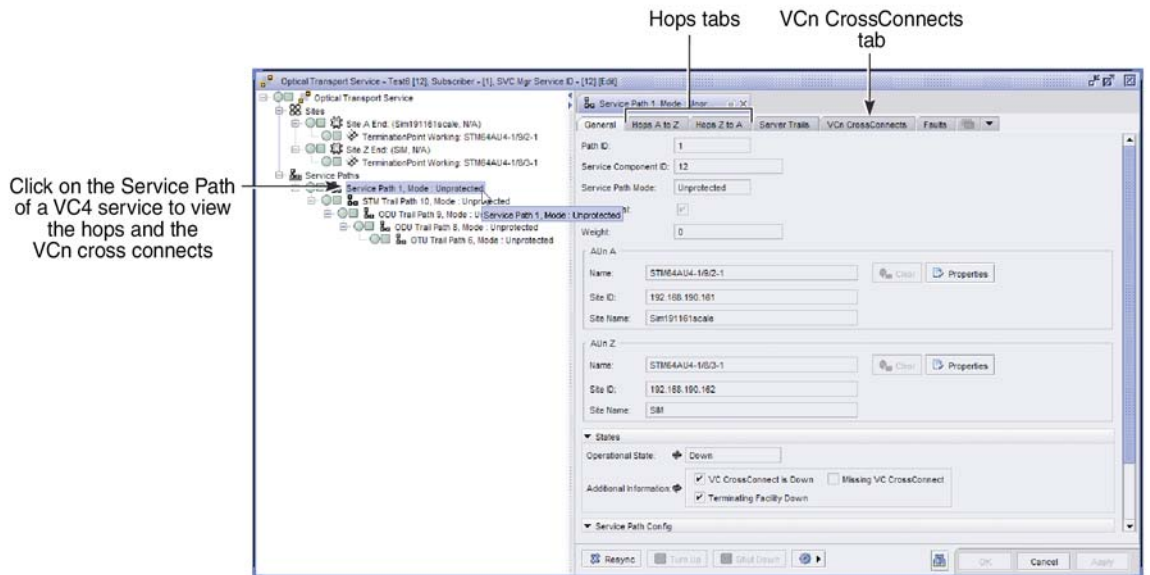 Hops tabs
VCn CrossConnects
tab
Click on the Service Path
of a VC4 service to view
the hops and the
VCn cross connects
Optical Transport Service - Test6 [12], Subscriber - [1], SVC Mgr Service ID - [12] [Edit]
Optical Transport Service
Sites
Site A End: (Sim191161scale, N/A)
TerminationPoint Working: STM64AU4-1/9/2-1
Site Z End: (SIM, N/A)
TerminationPoint Working: STM64AU4-1/6/3-1
Service Paths
Service Path 1, Mode : Unprotected
STM Trail Path 10, Mode : Unprotected
ODU Trail Path 9, Mode :
Service Path 1, Mode : Unprotected
ODU Trail Path 8, Mode : Unprotected
OTU Trail Path 6, Mode : Unprotected
Service Path 1, Mode :
General
Hops A to Z
Hops Z to A
Server Trails
VCn CrossConnects
Faults
Path ID:
1
Service Component ID:
12
Service Path Mode:
Unprotected
Weight:
0
AUn A
Name:
STM64AU4-1/9/2-1
Clear
Properties
Site ID:
192.168.190.161
Site Name:
Sim191161scale
AUn Z
Name:
STM64AU4-1/6/3-1
Clear
Properties
Site ID:
192.168.190.162
Site Name:
SIM
States
Operational State:
Down
Additional Information:
VC CrossConnect is Down
Missing VC CrossConnect
Terminating Facility Down
Service Path Config
Resync
Turn Up
Shut Down
OK
Cancel
Apply